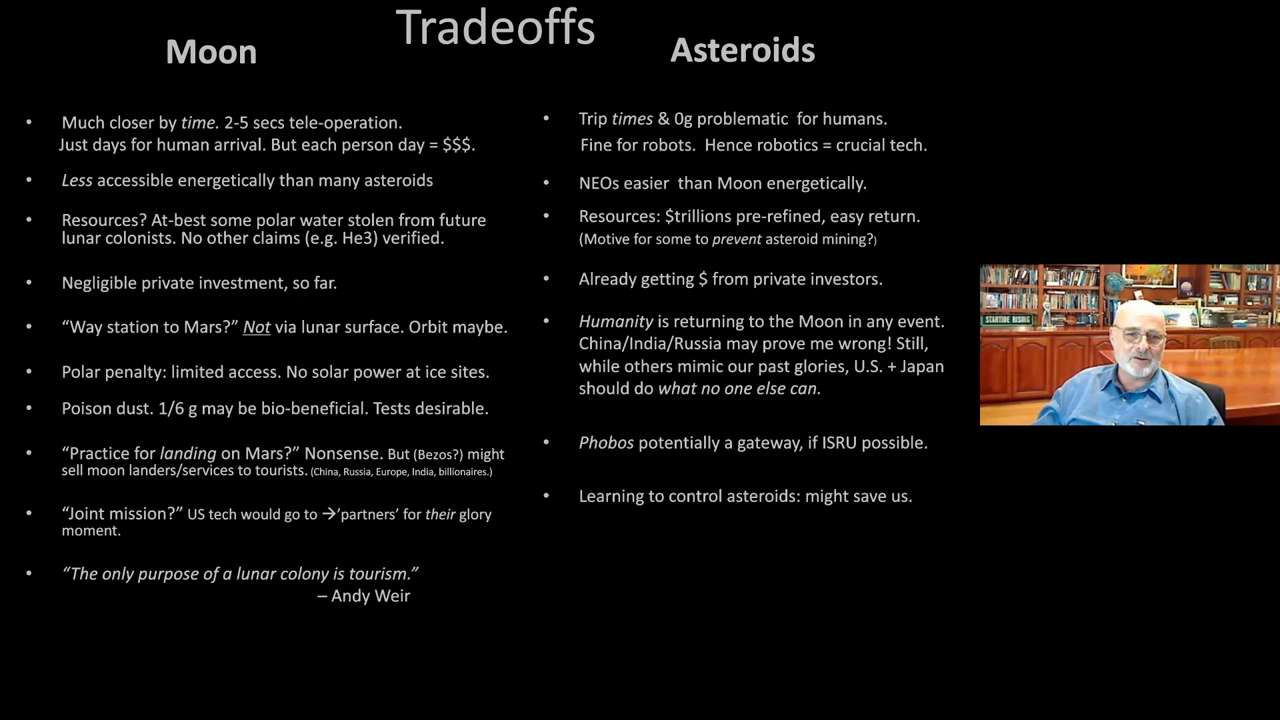 Tradeoffs
Moon
• Much closer by time. 2-5 secs tele-operation.
Just days for human arrival. But each person day = $$$.
• Less accessible energetically than many asteroids
• Resources? At-best some polar water stolen from future
lunar colonists. No other claims (e.g. He3) verified.
• Negligible private investment, so far.
• “Way station to Mars?” Not via lunar surface. Orbit maybe.
• Polar penalty: limited access. No solar power at ice sites.
• Poison dust. 1/6 g may be bio-beneficial. Tests desirable.
• “Practice for landing on Mars?” Nonsense. But (Bezos?) might
sell moon landers/services to tourists. (China, Russia, Europe, India, billionaires.)
• “Joint mission?” US tech would go to →’partners’ for their glory
moment.
• “The only purpose of a lunar colony is tourism.”
– Andy Weir
Asteroids
• Trip times & 0g problematic for humans.
Fine for robots. Hence robotics = crucial tech.
• NEOs easier than Moon energetically.
• Resources: $trillions pre-refined, easy return.
(Motive for some to prevent asteroid mining?)
• Already getting $ from private investors.
• Humanity is returning to the Moon in any event.
China/India/Russia may prove me wrong! Still,
while others mimic our past glories, U.S. + Japan
should do what no one else can.
• Phobos potentially a gateway, if ISRU possible.
• Learning to control asteroids: might save us.
STARTIDE RISING